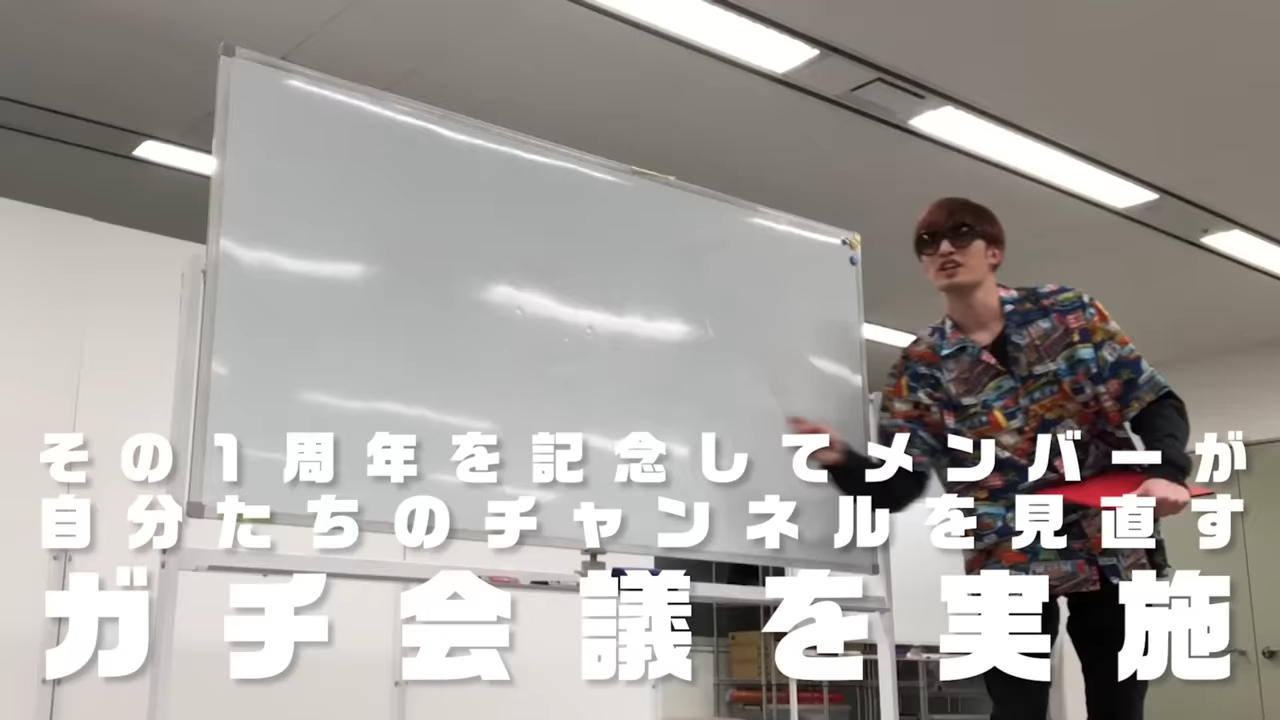 その1周年を記念してメンバーが
自分たちのチャンネルを見直す
ガチ会議を実施